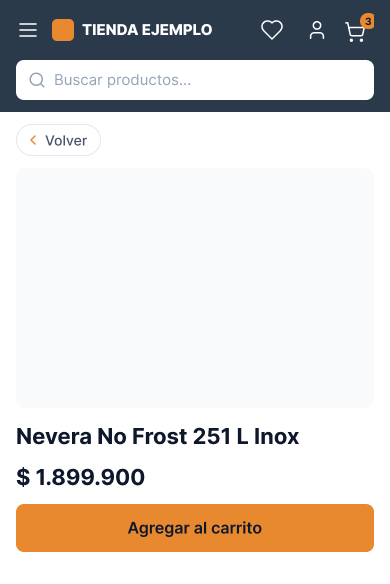 TIENDA EJEMPLO
3
Buscar productos...
Volver
Nevera No Frost 251 L Inox
$ 1.899.900
Agregar al carrito